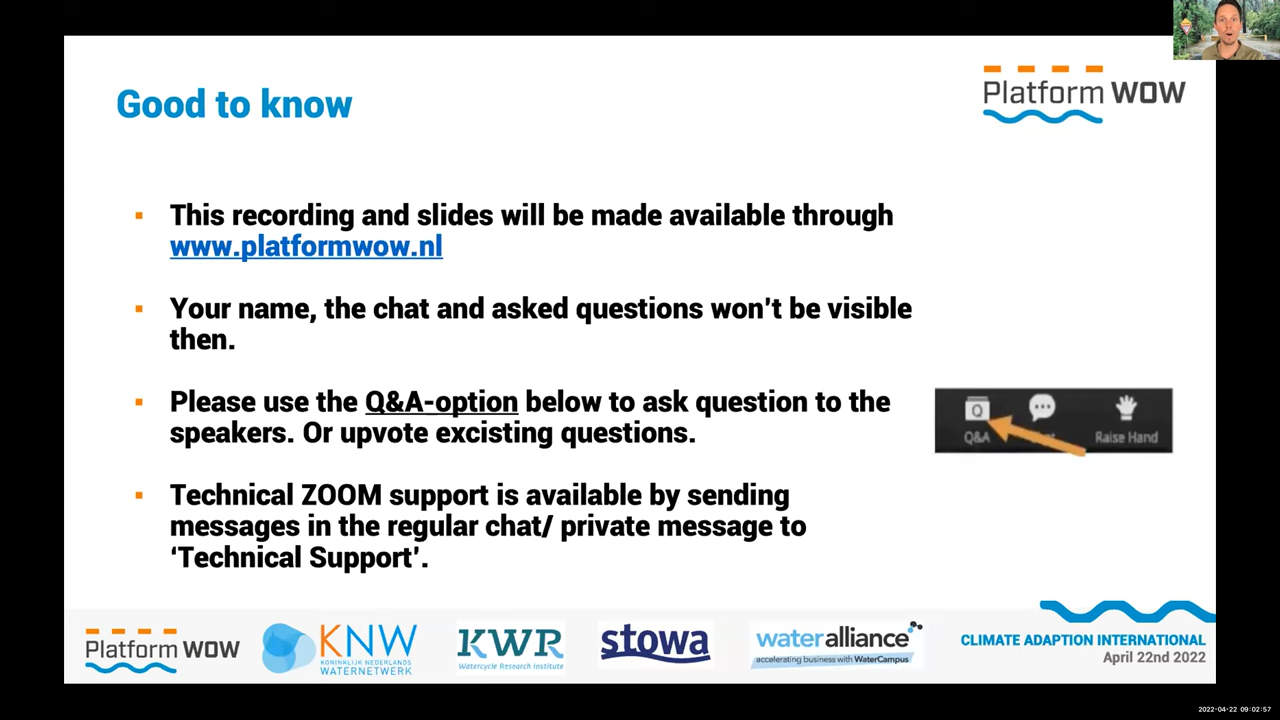 Good to know
Platform WOW
This recording and slides will be made available through
www.platformwow.nl
Your name, the chat and asked questions won't be visible
then.
Please use the Q&A-option below to ask question to the
speakers. Or upvote excisting questions.
Q
Q&A
Raise Hand
Technical ZOOM support is available by sending
messages in the regular chat/ private message to
‘Technical Support’.
Platform WOW
KNW
KONINKLIJK NEDERLANDS
WATERNETWERK
KWR
Watercycle Research Institute
stowa
water alliance
accelerating business with WaterCampus
CLIMATE ADAPTION INTERNATIONAL
April 22nd 2022
2022-04-22 09:02:57